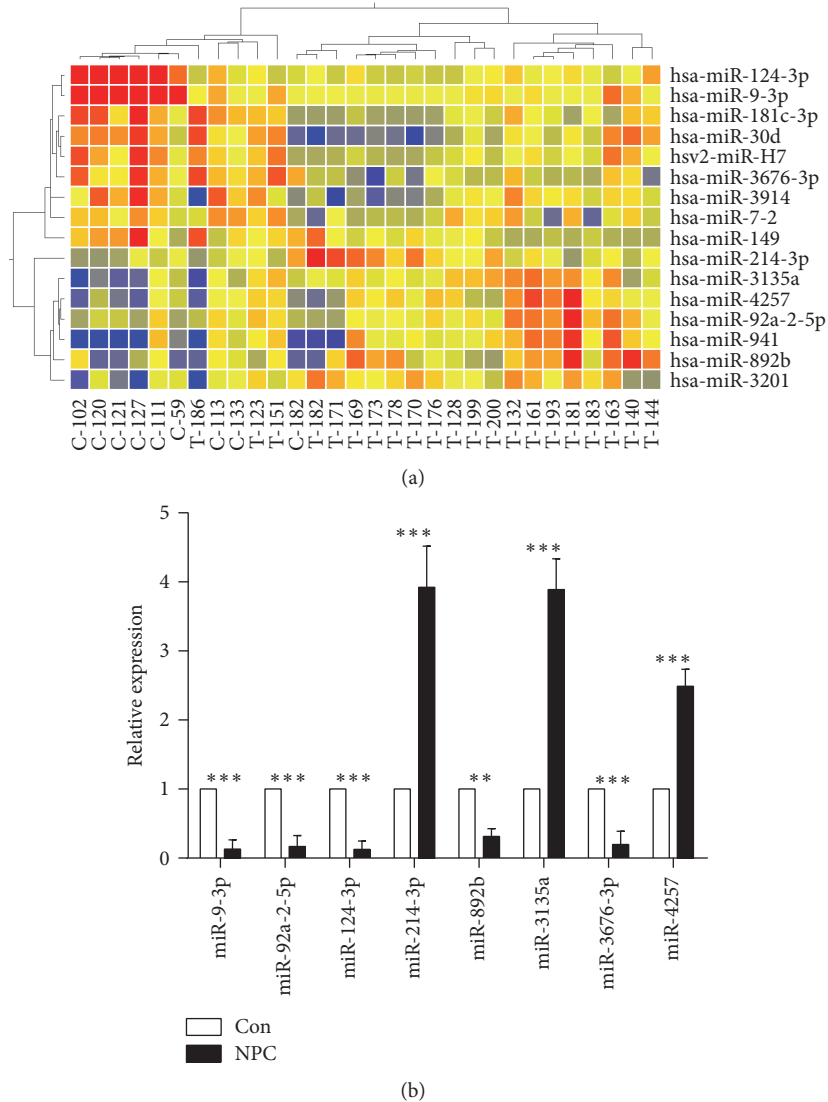 hsa-miR-124-3p
hsa-miR-9-3p
hsa-miR-181c-3p
hsa-miR-30d
hsv2-miR-H7
hsa-miR-3676-3p
hsa-miR-3914
hsa-miR-7-2
hsa-miR-149
hsa-miR-214-3p
hsa-miR-3135a
hsa-miR-4257
hsa-miR-92a-2-5p
hsa-miR-941
hsa-miR-892b
hsa-miR-3201
C-102
C-120
C-121
C-127
C-111
C-59
T-186
C-113
C-133
T-123
T-151
C-182
T-182
T-171
T-169
T-173
T-178
T-170
T-176
T-128
T-199
T-200
T-132
T-161
T-193
T-181
T-183
T-163
T-140
T-144
(a)
Relative expression
5
4
3
2
1
0
***
***
***
***
**
***
***
***
miR-9-3p
miR-92a-2-5p
miR-124-3p
miR-214-3p
miR-892b
miR-3135a
miR-3676-3p
miR-4257
Con
NPC
(b)